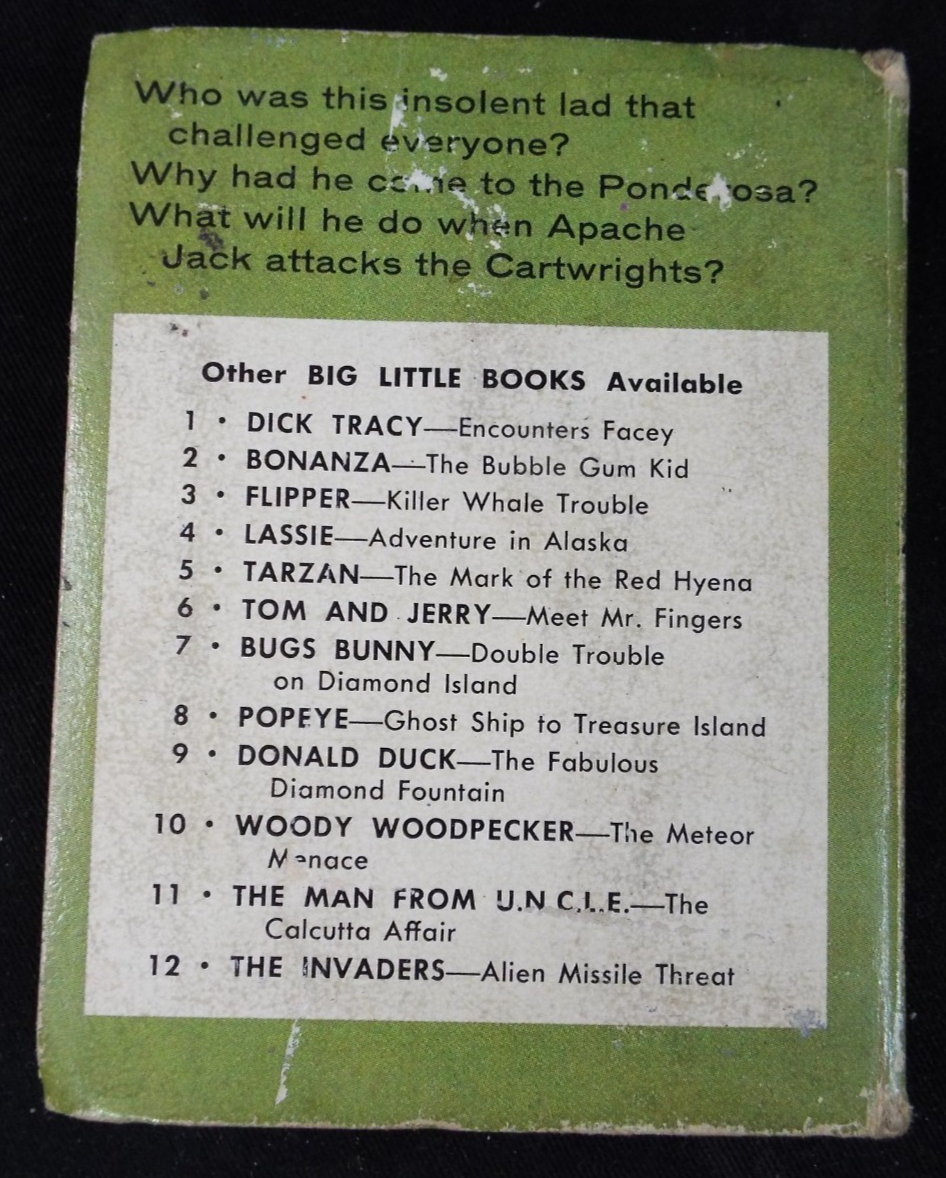 Who was this insolent lad that
challenged everyone?
Why had he come to the Ponderosa?
What will he do when Apache
Jack attacks the Cartwrights?
Other BIG LITTLE BOOKS Available
1 • DICK TRACY—Encounters Facey
2 • BONANZA—The Bubble Gum Kid
3 • FLIPPER—Killer Whale Trouble
4 • LASSIE—Adventure in Alaska
5 • TARZAN—The Mark of the Red Hyena
6 • TOM AND JERRY—Meet Mr. Fingers
7 • BUGS BUNNY—Double Trouble
on Diamond Island
8 • POPEYE—Ghost Ship to Treasure Island
9 • DONALD DUCK—The Fabulous
Diamond Fountain
10 • WOODY WOODPECKER—The Meteor
Menace
11 • THE MAN FROM U.N.C.L.E.—The
Calcutta Affair
12 • THE INVADERS—Alien Missile Threat